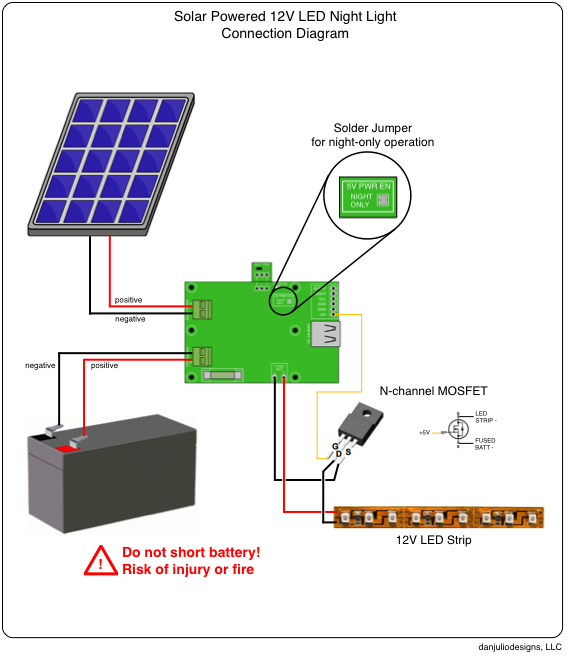 Solar Powered 12V LED Night Light
Connection Diagram
Solder Jumper
for night-only operation
5V PWR EN
NIGHT
ONLY
positive
negative
negative
positive
N-channel MOSFET
LED
STRIP -
+5V
FUSED
BATT -
G
D
S
12V LED Strip
!
Do not short battery!
Risk of injury or fire
danjuliodesigns, LLC